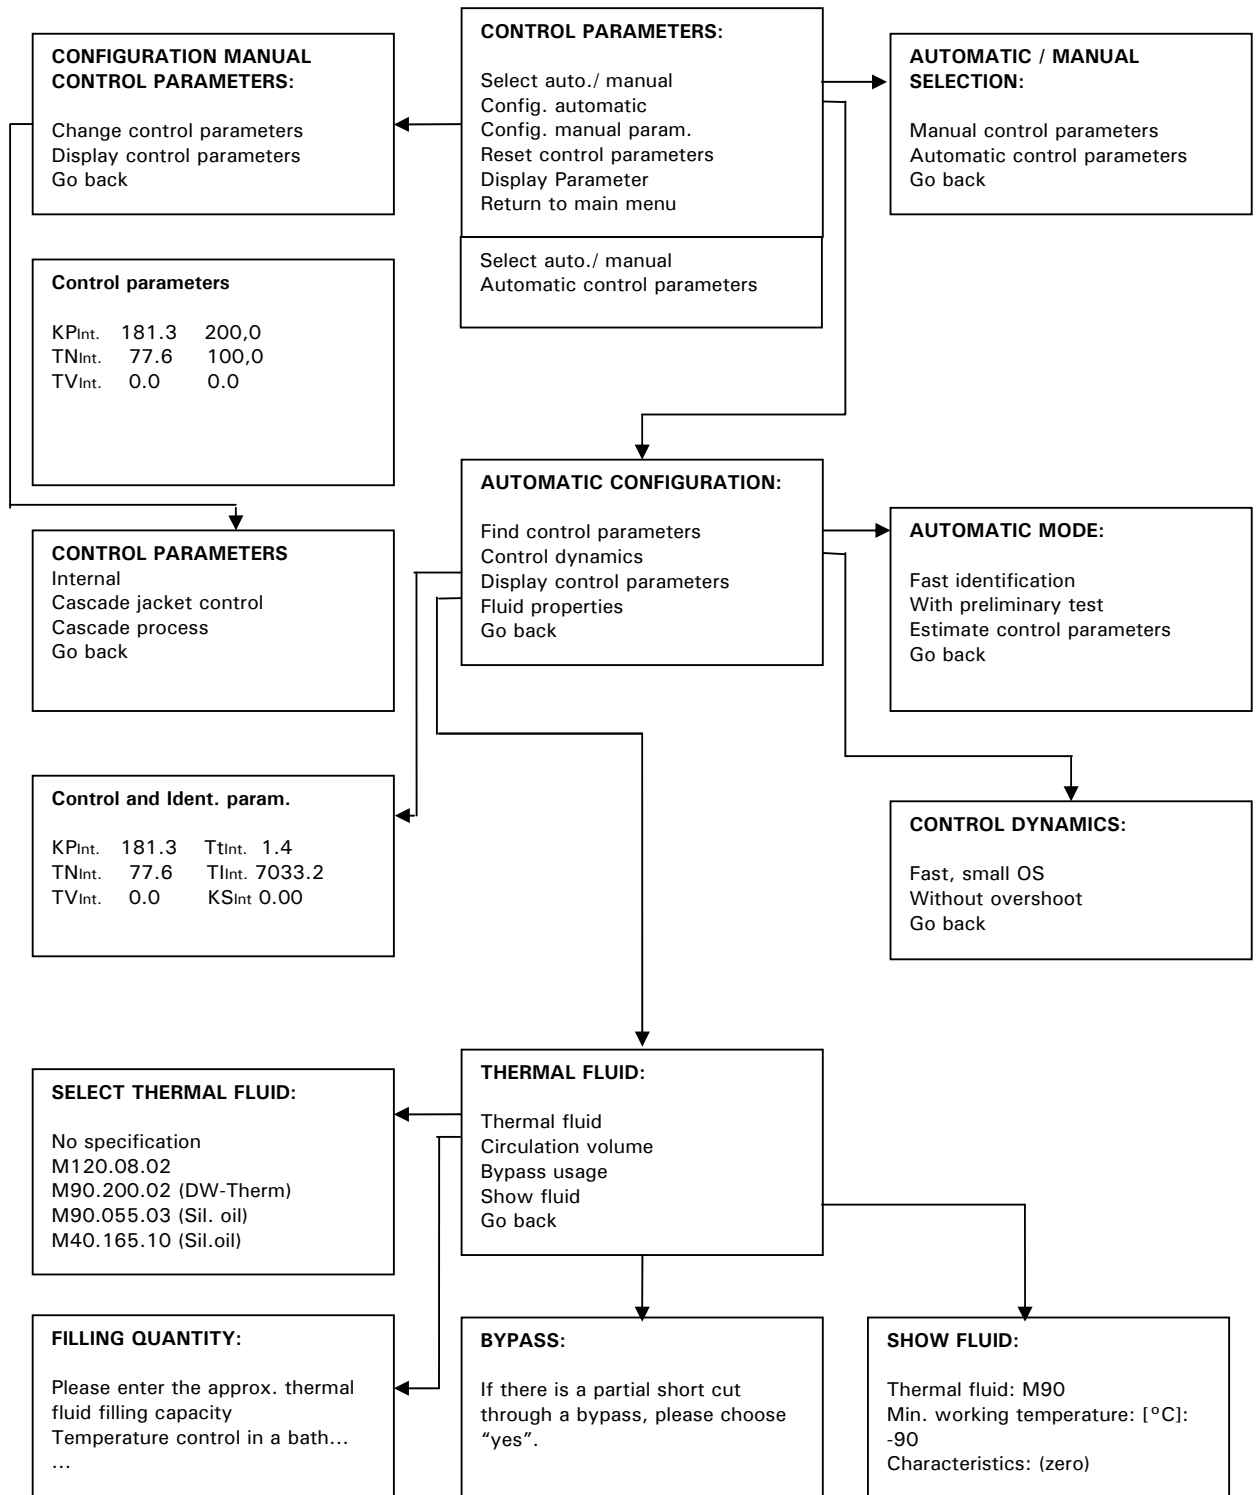 CONFIGURATION MANUAL
CONTROL PARAMETERS:
Change control parameters
Display control parameters
Go back
CONTROL PARAMETERS:
Select auto./ manual
Config. automatic
Config. manual param.
Reset control parameters
Display Parameter
Return to main menu
Select auto./ manual
Automatic control parameters
AUTOMATIC / MANUAL
SELECTION:
Manual control parameters
Automatic control parameters
Go back
Control parameters
KPInt. 181.3 200,0
TNInt. 77.6 100,0
TVInt. 0.0 0.0
CONTROL PARAMETERS
Internal
Cascade jacket control
Cascade process
Go back
AUTOMATIC CONFIGURATION:
Find control parameters
Control dynamics
Display control parameters
Fluid properties
Go back
AUTOMATIC MODE:
Fast identification
With preliminary test
Estimate control parameters
Go back
Control and Ident. param.
KPInt. 181.3 TtInt. 1.4
TNInt. 77.6 TIInt. 7033.2
TVInt. 0.0 KSInt 0.00
CONTROL DYNAMICS:
Fast, small OS
Without overshoot
Go back
SELECT THERMAL FLUID:
No specification
M120.08.02
M90.200.02 (DW-Therm)
M90.055.03 (Sil. oil)
M40.165.10 (Sil.oil)
THERMAL FLUID:
Thermal fluid
Circulation volume
Bypass usage
Show fluid
Go back
FILLING QUANTITY:
Please enter the approx. thermal
fluid filling capacity
Temperature control in a bath...
...
BYPASS:
If there is a partial short cut
through a bypass, please choose
“yes”.
SHOW FLUID:
Thermal fluid: M90
Min. working temperature: [°C]:
-90
Characteristics: (zero)